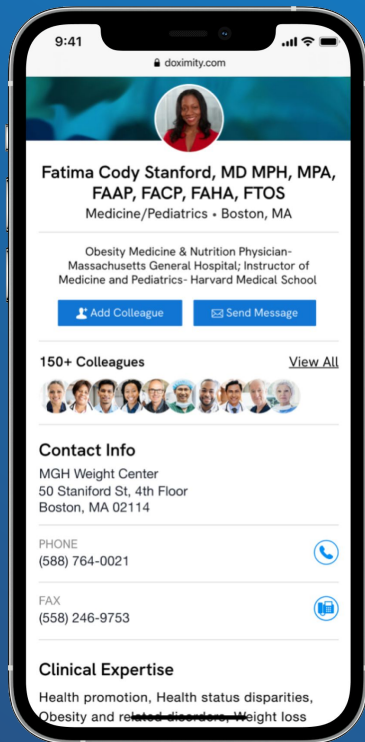 9:41
doximity.com
Fatima Cody Stanford, MD MPH, MPA,
FAAP, FACP, FAHA, FTOS
Medicine/Pediatrics • Boston, MA
Obesity Medicine & Nutrition Physician-
Massachusetts General Hospital; Instructor of
Medicine and Pediatrics- Harvard Medical School
Add Colleague
Send Message
150+ Colleagues
View All
Contact Info
MGH Weight Center
50 Staniford St, 4th Floor
Boston, MA 02114
PHONE
(588) 764-0021
FAX
(558) 246-9753
Clinical Expertise
Health promotion, Health status disparities,
Obesity and related disorders, Weight loss